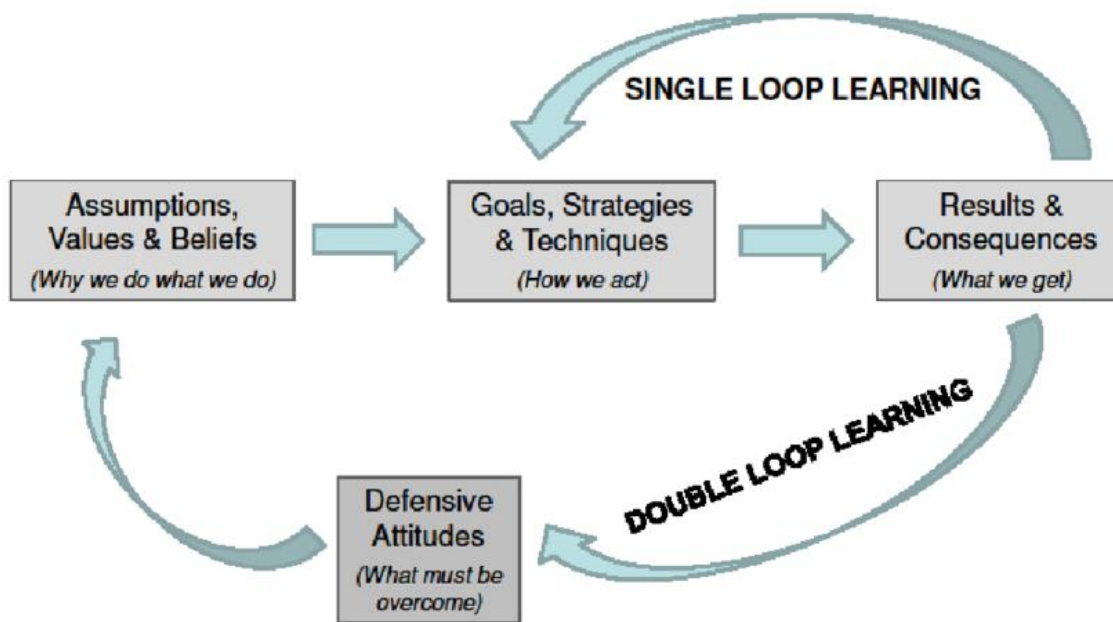 SINGLE LOOP LEARNING
Assumptions,
Values & Beliefs
(Why we do what we do)
Goals, Strategies
& Techniques
(How we act)
Results &
Consequences
(What we get)
DOUBLE LOOP LEARNING
Defensive
Attitudes
(What must be
overcome)